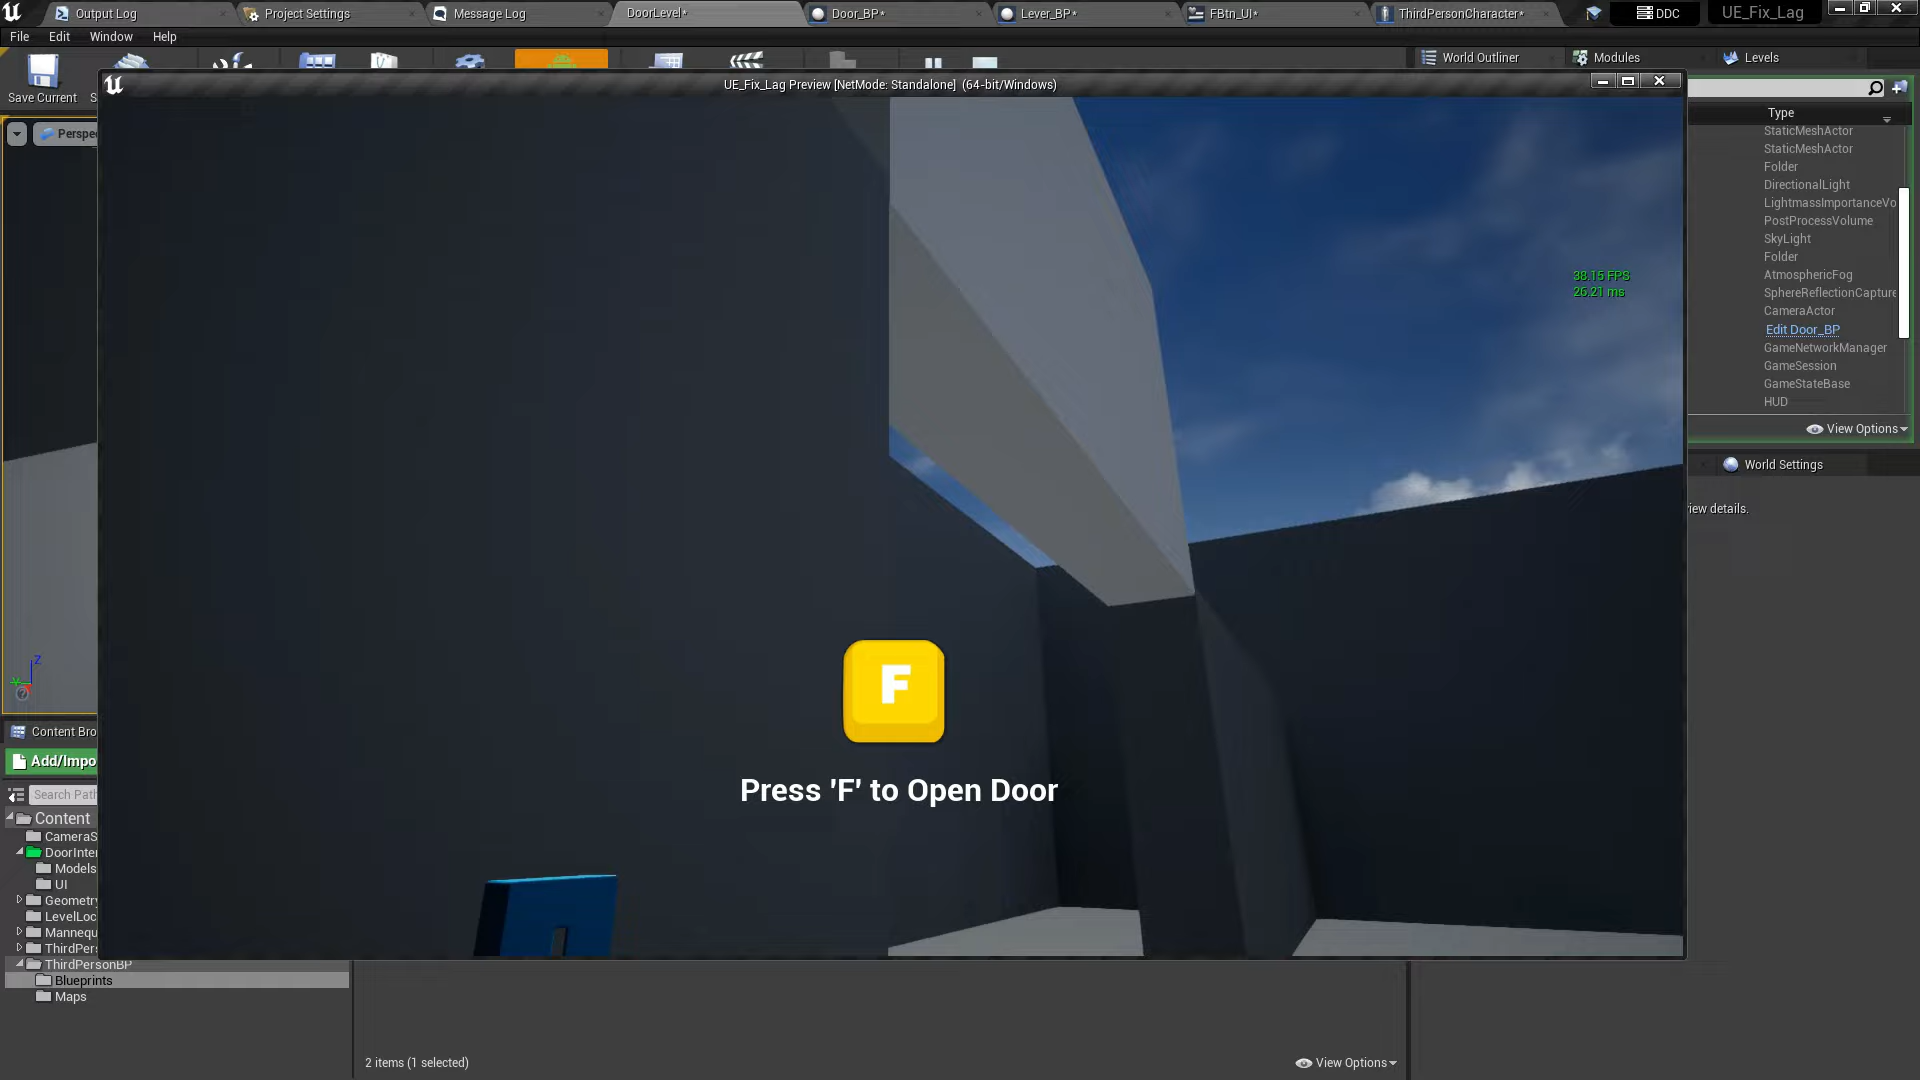 Output Log
Project Settings
Message Log
DoorLevel*
Door_BP*
Lever_BP*
FBtn_UI*
ThirdPersonCharacter*
DDC
UE_Fix_Lag
File
Edit
Window
Help
World Outliner
Modules
Levels
Save Current
S
UE_Fix_Lag Preview [NetMode: Standalone] (64-bit/Windows)
Type
Perspe
StaticMeshActor
StaticMeshActor
Folder
DirectionalLight
LightmassImportanceVo
PostProcessVolume
SkyLight
Folder
AtmosphericFog
SphereReflectionCapture
CameraActor
Edit Door_BP
GameNetworkManager
GameSession
GameStateBase
HUD
38.15 FPS
26.21 ms
View Options
World Settings
iew details.
Z
Y
F
Press 'F' to Open Door
Content Bro
Add/Impo
Search Path
Content
CameraS
DoorInter
Models
UI
Geometry
LevelLoc
Mannequ
ThirdPers
ThirdPersonBP
Blueprints
Maps
2 items (1 selected)
View Options